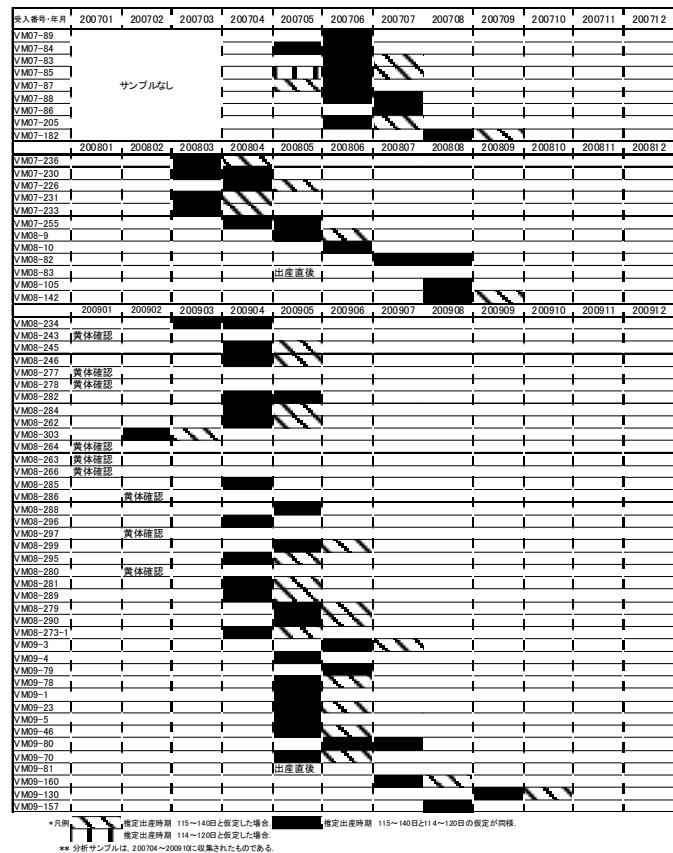 受入番号・年月 200701 200702 200703 200704 200705 200706 200707 200708 200709 200710 200711 200712
VM07-89
VM07-84
VM07-83
VM07-85
VM07-87 サンプルなし
VM07-88
VM07-86
VM07-205
VM07-182
200801 200802 200803 200804 200805 200806 200807 200808 200809 200810 200811 200812
VM07-236
VM07-230
VM07-226
VM07-231
VM07-233
VM07-255
VM08-9
VM08-10
VM08-82
VM08-83 出産直後
VM08-105
VM08-142
200901 200902 200903 200904 200905 200906 200907 200908 200909 200910 200911 200912
VM08-234
VM08-243 黄体確認
VM08-245
VM08-246
VM08-277 黄体確認
VM08-278 黄体確認
VM08-282
VM08-284
VM08-262
VM08-303
VM08-264 黄体確認
VM08-263 黄体確認
VM08-266 黄体確認
VM08-285
VM08-286 黄体確認
VM08-288
VM08-296
VM08-297 黄体確認
VM08-299
VM08-295
VM08-280 黄体確認
VM08-281
VM08-289
VM08-279
VM08-290
VM08-273-1
VM09-3
VM09-4
VM09-79
VM09-78
VM09-1
VM09-23
VM09-5
VM09-46
VM09-80
VM09-70
VM09-81 出産直後
VM09-160
VM09-130
VM09-157
*凡例 推定出産時期 115～140日と仮定した場合. 推定出産時期 115～140日と114～120日の仮定が同様.
推定出産時期 114～120日と仮定した場合.
** 分析サンプルは, 200704～200910に収集されたものである.